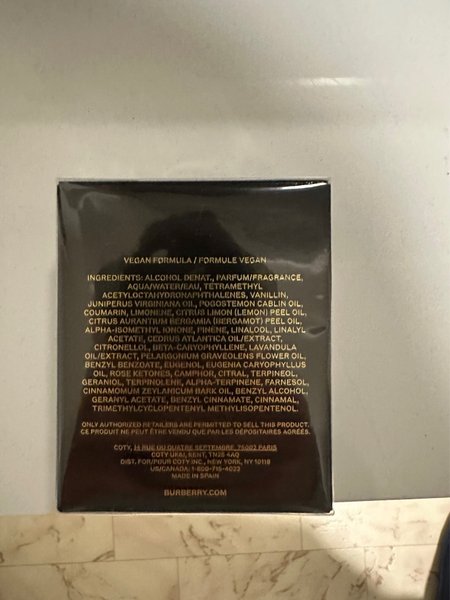 VEGAN FORMULA / FORMULE VEGAN
INGREDIENTS: ALCOHOL DENAT., PARFUM/FRAGRANCE,
AQUA/WATER/EAU, TETRAMETHYL
ACETYLOCTAHYDRONAPHTHALENES, VANILLIN,
JUNIPERUS VIRGINIANA OIL, POGOSTEMON CABLIN OIL,
COUMARIN, LIMONENE, CITRUS LIMON (LEMON) PEEL OIL,
CITRUS AURANTIUM BERGAMIA (BERGAMOT) PEEL OIL,
ALPHA-ISOMETHYL IONONE, PINENE, LINALOOL, LINALYL
ACETATE, CEDRUS ATLANTICA OIL/EXTRACT,
CITRONELLOL, BETA-CARYOPHYLLENE, LAVANDULA
OIL/EXTRACT, PELARGONIUM GRAVEOLENS FLOWER OIL,
BENZYL BENZOATE, EUGENOL, EUGENIA CARYOPHYLLUS
OIL, ROSE KETONES, CAMPHOR, CITRAL, TERPINEOL,
GERANIOL, TERPINOLENE, ALPHA-TERPINENE, FARNESOL,
CINNAMOMUM ZEYLANICUM BARK OIL, BENZYL ALCOHOL,
GERANYL ACETATE, BENZYL CINNAMATE, CINNAMAL,
TRIMETHYLCYCLOPENTENYL METHYLISOPENTENOL.
ONLY AUTHORIZED RETAILERS ARE PERMITTED TO SELL THIS PRODUCT.
CE PRODUIT NE PEUT ÊTRE VENDU QUE PAR LES DÉPOSITAIRES AGRÉÉS.
COTY, 14 RUE DU QUATRE SEPTEMBRE, 75002 PARIS
COTY UK&I, KENT, TN25 4AQ
DIST. FOR/POUR COTY INC., NEW YORK, NY 10118
US/CANADA: 1-800-715-4023
MADE IN SPAIN
BURBERRY.COM